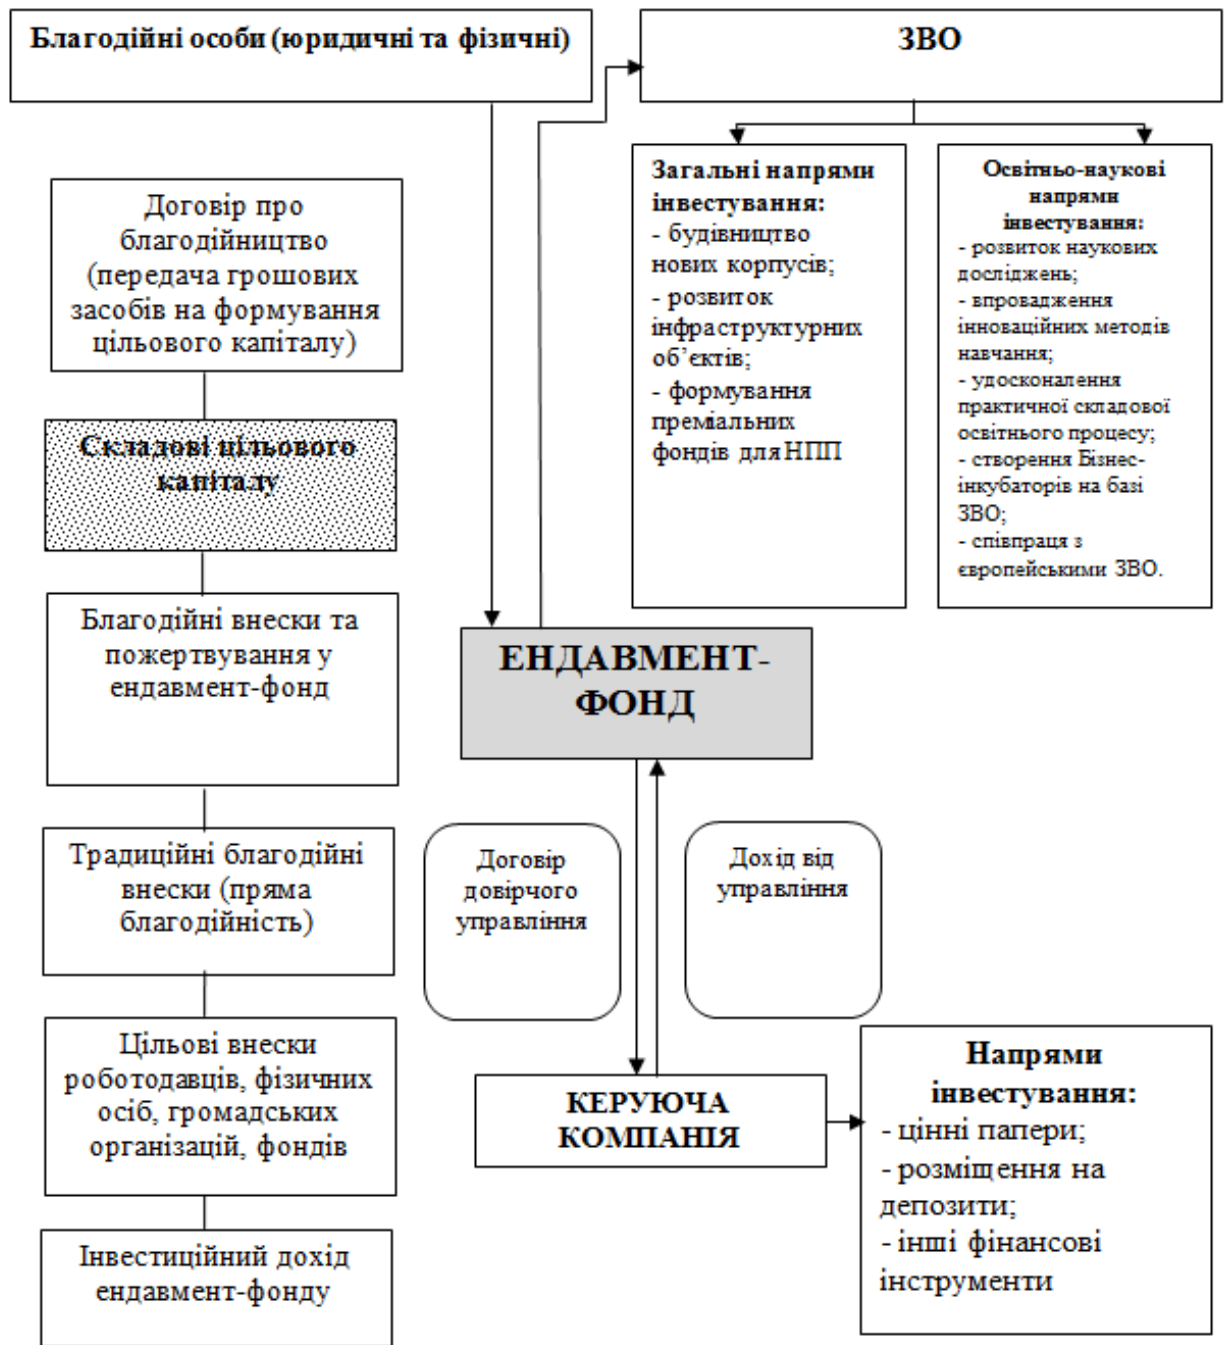 Благодійні особи (юридичні та фізичні)
ЗВО
Загальні напрями
інвестування:
- будівництво
нових корпусів;
- розвиток
інфраструктурних
об’єктів;
- формування
преміальних
фондів для НПП
Освітньо-наукові
напрями
інвестування:
- розвиток наукових
досліджень;
- впровадження
інноваційних методів
навчання;
- удосконалення
практичної складової
освітнього процесу;
- створення Бізнес-
інкубаторів на базі
ЗВО;
- співпраця з
європейськими ЗВО.
Договір про
благодійництво
(передача грошових
засобів на формування
цільового капіталу)
Складові цільового
капіталу
Благодійні внески та
пожертвування у
ендавмент-фонд
Традиційні благодійні
внески (пряма
благодійність)
Цільові внески
роботодавців, фізичних
осіб, громадських
організацій, фондів
Інвестиційний дохід
ендавмент-фонду
ЕНДАВМЕНТ-
ФОНД
Договір
довірчого
управління
Дохід від
управління
КЕРУЮЧА
КОМПАНІЯ
Напрями
інвестування:
- цінні папери;
- розміщення на
депозити;
- інші фінансові
інструменти